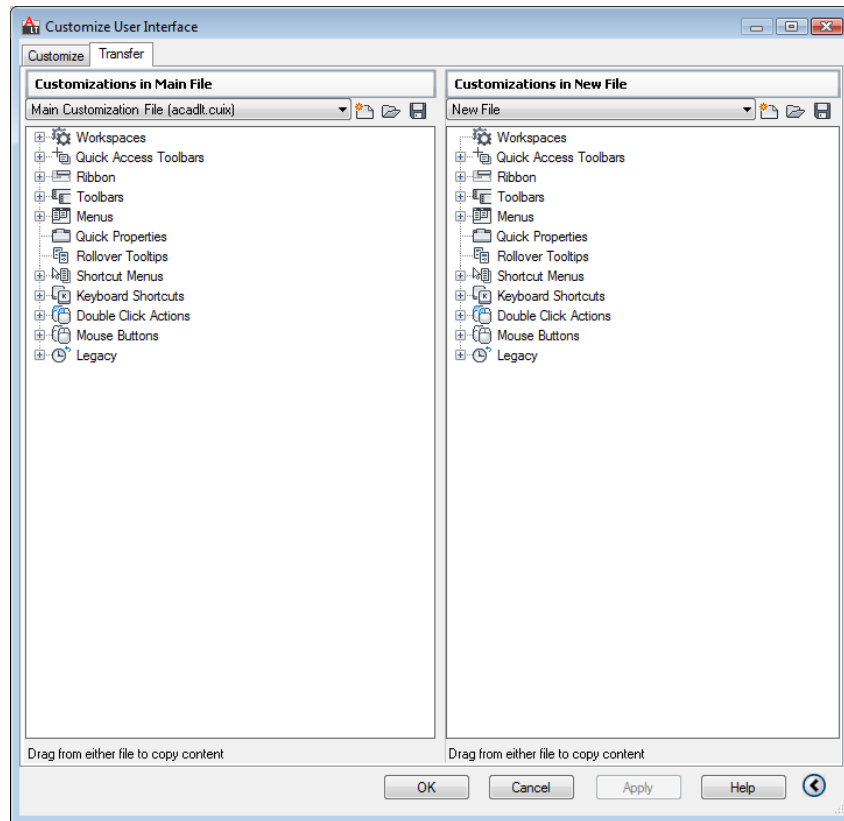 Customize User Interface
Customize Transfer
Customizations in Main File
Main Customization File (acadlt.cuix)
Workspaces
Quick Access Toolbars
Ribbon
Toolbars
Menus
Quick Properties
Rollover Tooltips
Shortcut Menus
Keyboard Shortcuts
Double Click Actions
Mouse Buttons
Legacy
Drag from either file to copy content
Customizations in New File
New File
Workspaces
Quick Access Toolbars
Ribbon
Toolbars
Menus
Quick Properties
Rollover Tooltips
Shortcut Menus
Keyboard Shortcuts
Double Click Actions
Mouse Buttons
Legacy
Drag from either file to copy content
OK Cancel Apply Help